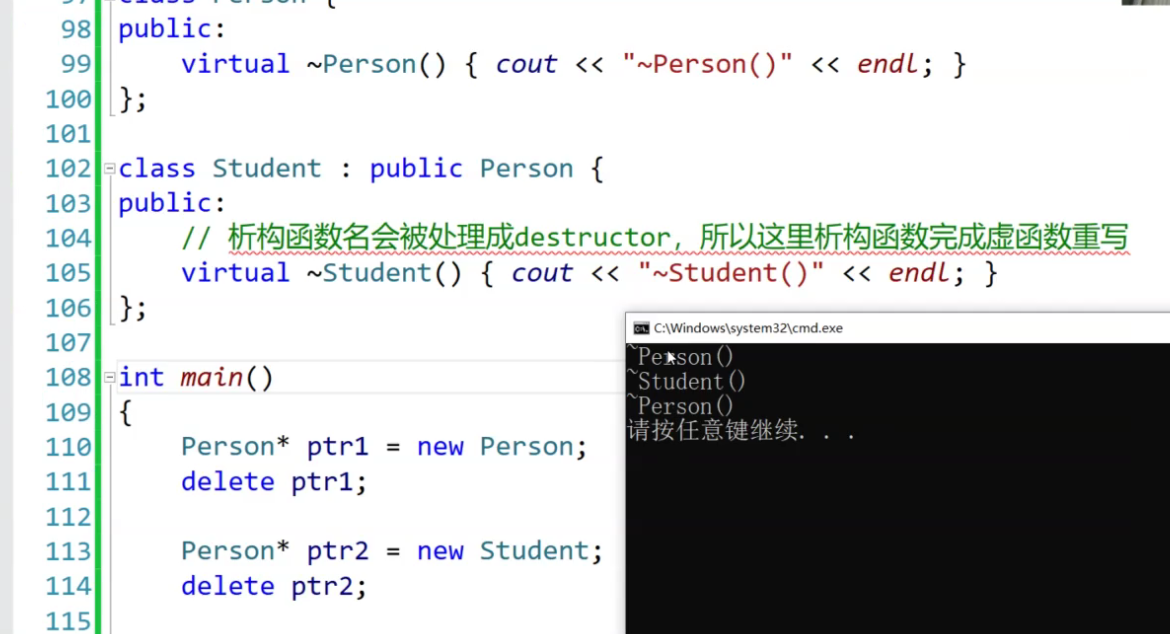 97 class Person {
98 public:
99 virtual ~Person() { cout << "~Person()" << endl; }
100 };
101
102 class Student : public Person {
103 public:
104 // 析构函数名会被处理成destructor，所以这里析构函数完成虚函数重写
105 virtual ~Student() { cout << "~Student()" << endl; }
106 };
107
108 int main()
109 {
110 Person* ptr1 = new Person;
111 delete ptr1;
112
113 Person* ptr2 = new Student;
114 delete ptr2;
115
C:\Windows\system32\cmd.exe
~Person()
~Student()
~Person()
请按任意键继续. . .